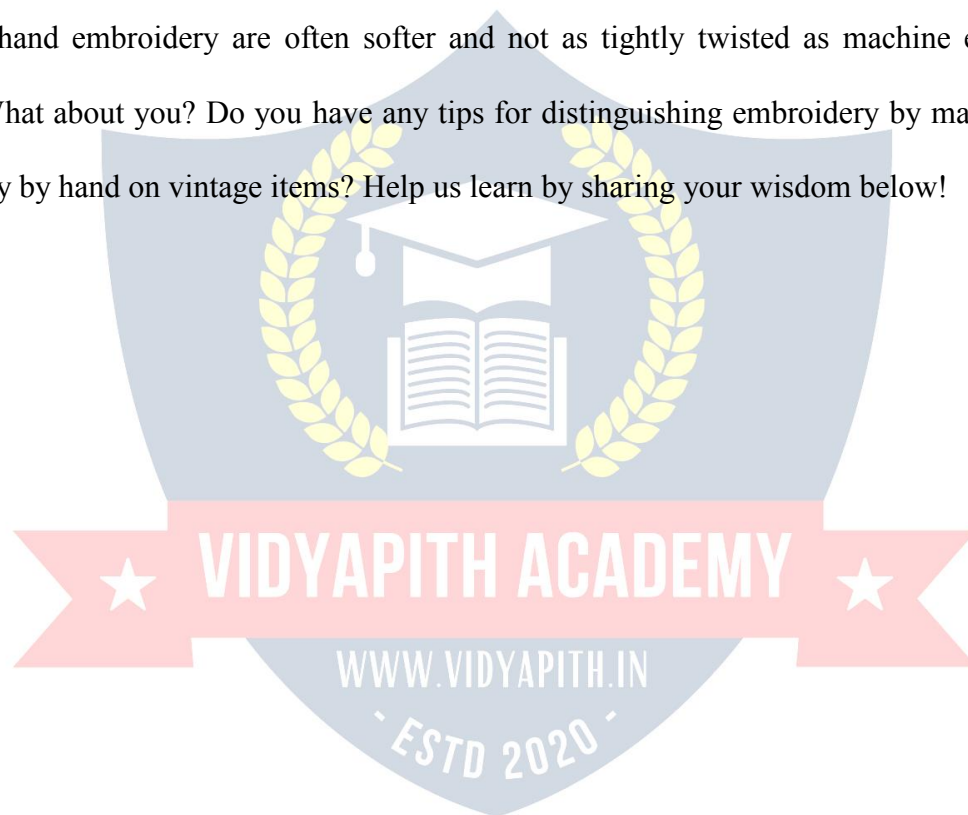 hand embroidery are often softer and not as tightly twisted as machine
What about you? Do you have any tips for distinguishing embroidery by
by hand on vintage items? Help us learn by sharing your wisdom below!
VIDYAPITH ACADEMY
WWW.VIDYAPITH.IN
- ESTD 2020 -